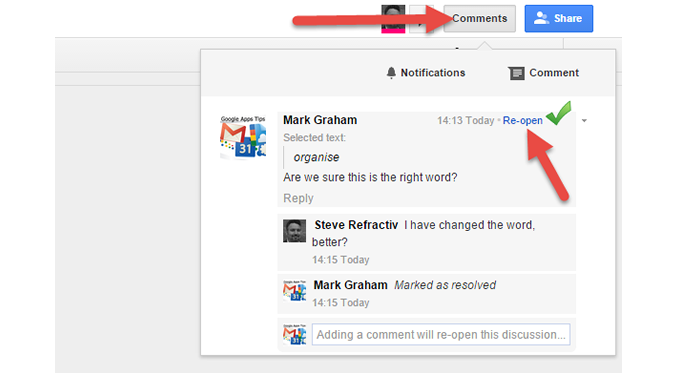 Comments
Share
Notifications
Comment
Google Apps Tips
31
Mark Graham
14:13 Today • Re-open
Selected text:
organise
Are we sure this is the right word?
Reply
Steve Refractiv I have changed the word,
better?
14:15 Today
Mark Graham Marked as resolved
14:15 Today
Adding a comment will re-open this discussion...